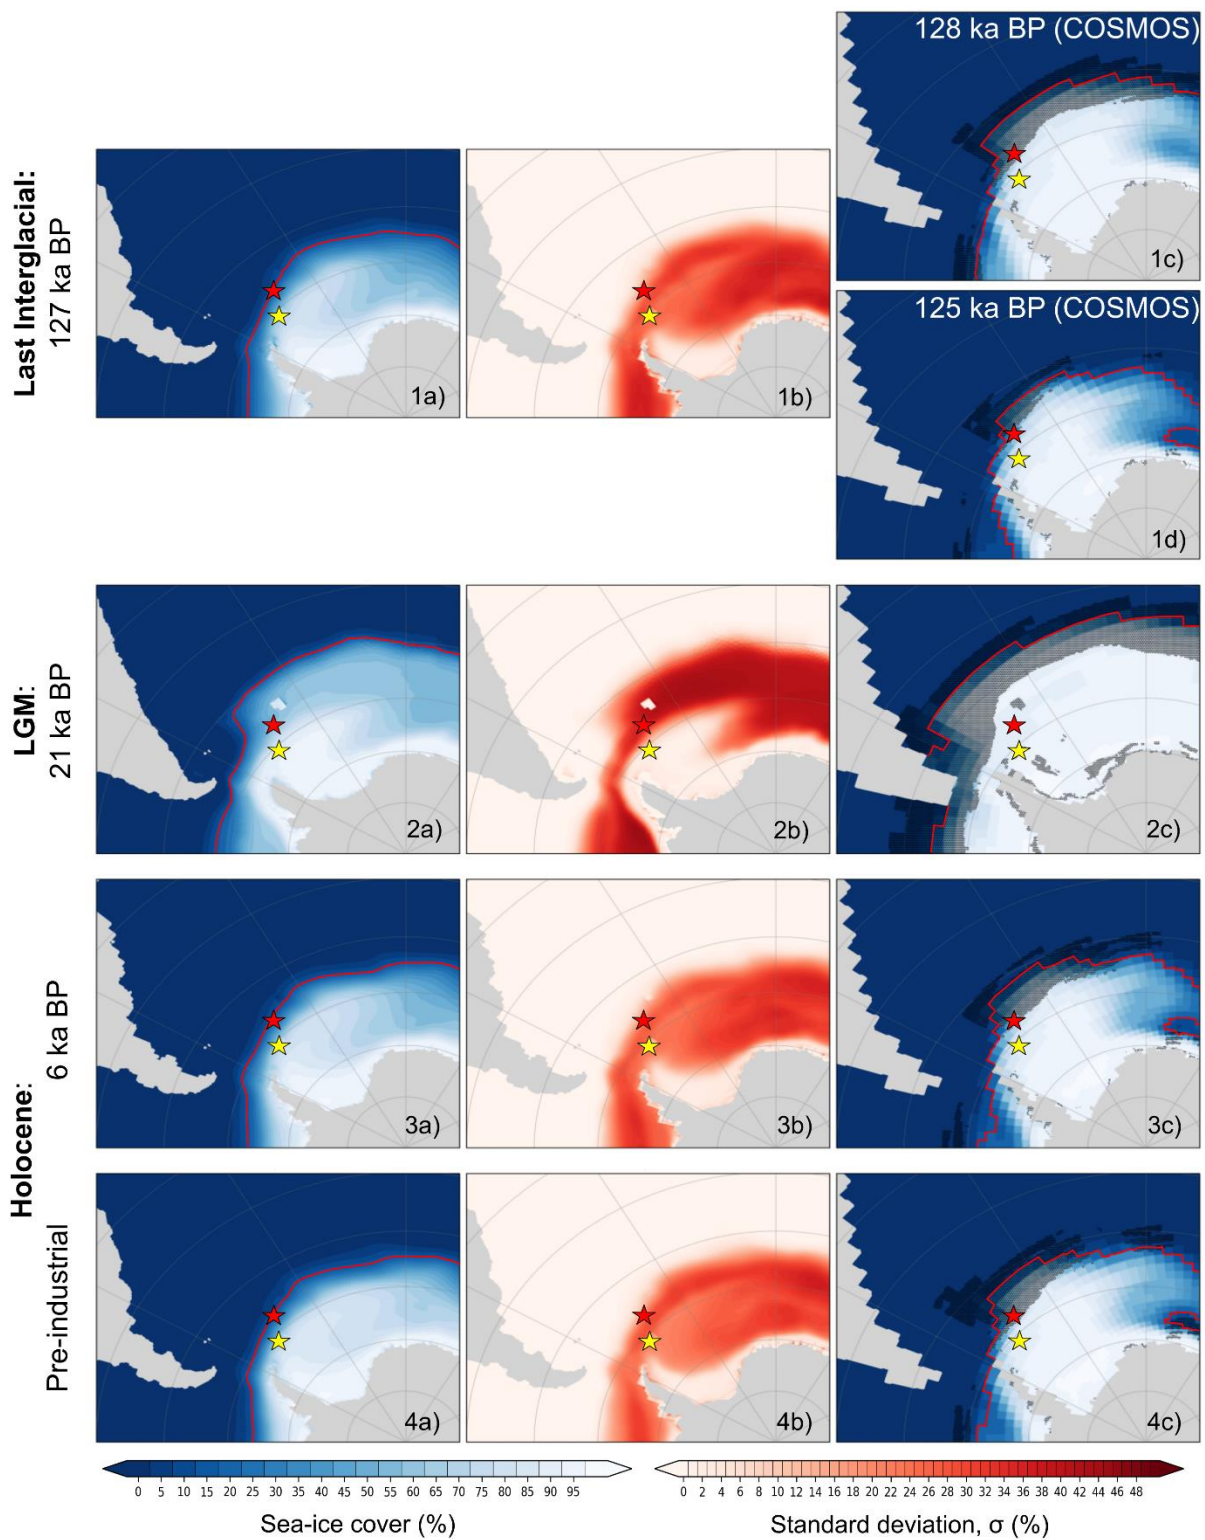 128 ka BP (COSMOS)
1c)
Last Interglacial:
127 ka BP
1a)
1b)
125 ka BP (COSMOS)
1d)
LGM:
21 ka BP
2a)
2b)
2c)
Holocene:
6 ka BP
3a)
3b)
3c)
Pre-industrial
4a)
4b)
4c)
0 5 10 15 20 25 30 35 40 45 50 55 60 65 70 75 80 85 90 95
Sea-ice cover (%)
0 2 4 6 8 10 12 14 16 18 20 22 24 26 28 30 32 34 36 38 40 42 44 46 48
Standard deviation, σ (%)